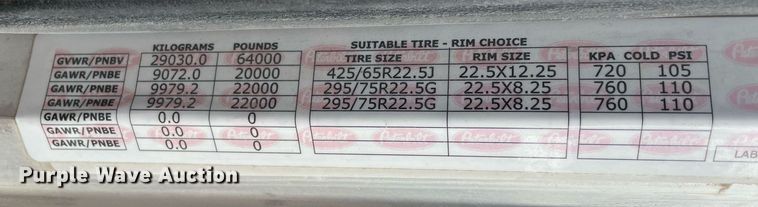 KILOGRAMS POUNDS SUITABLE TIRE - RIM CHOICE
TIRE SIZE RIM SIZE KPA COLD PSI
GVWR/PNBV 29030.0 64000
GAWR/PNBE 9072.0 20000 425/65R22.5J 22.5X12.25 720 105
GAWR/PNBE 9979.2 22000 295/75R22.5G 22.5X8.25 760 110
GAWR/PNBE 9979.2 22000 295/75R22.5G 22.5X8.25 760 110
GAWR/PNBE 0.0 0
GAWR/PNBE 0.0 0
GAWR/PNBE 0.0 0
LAB
Purple Wave Auction